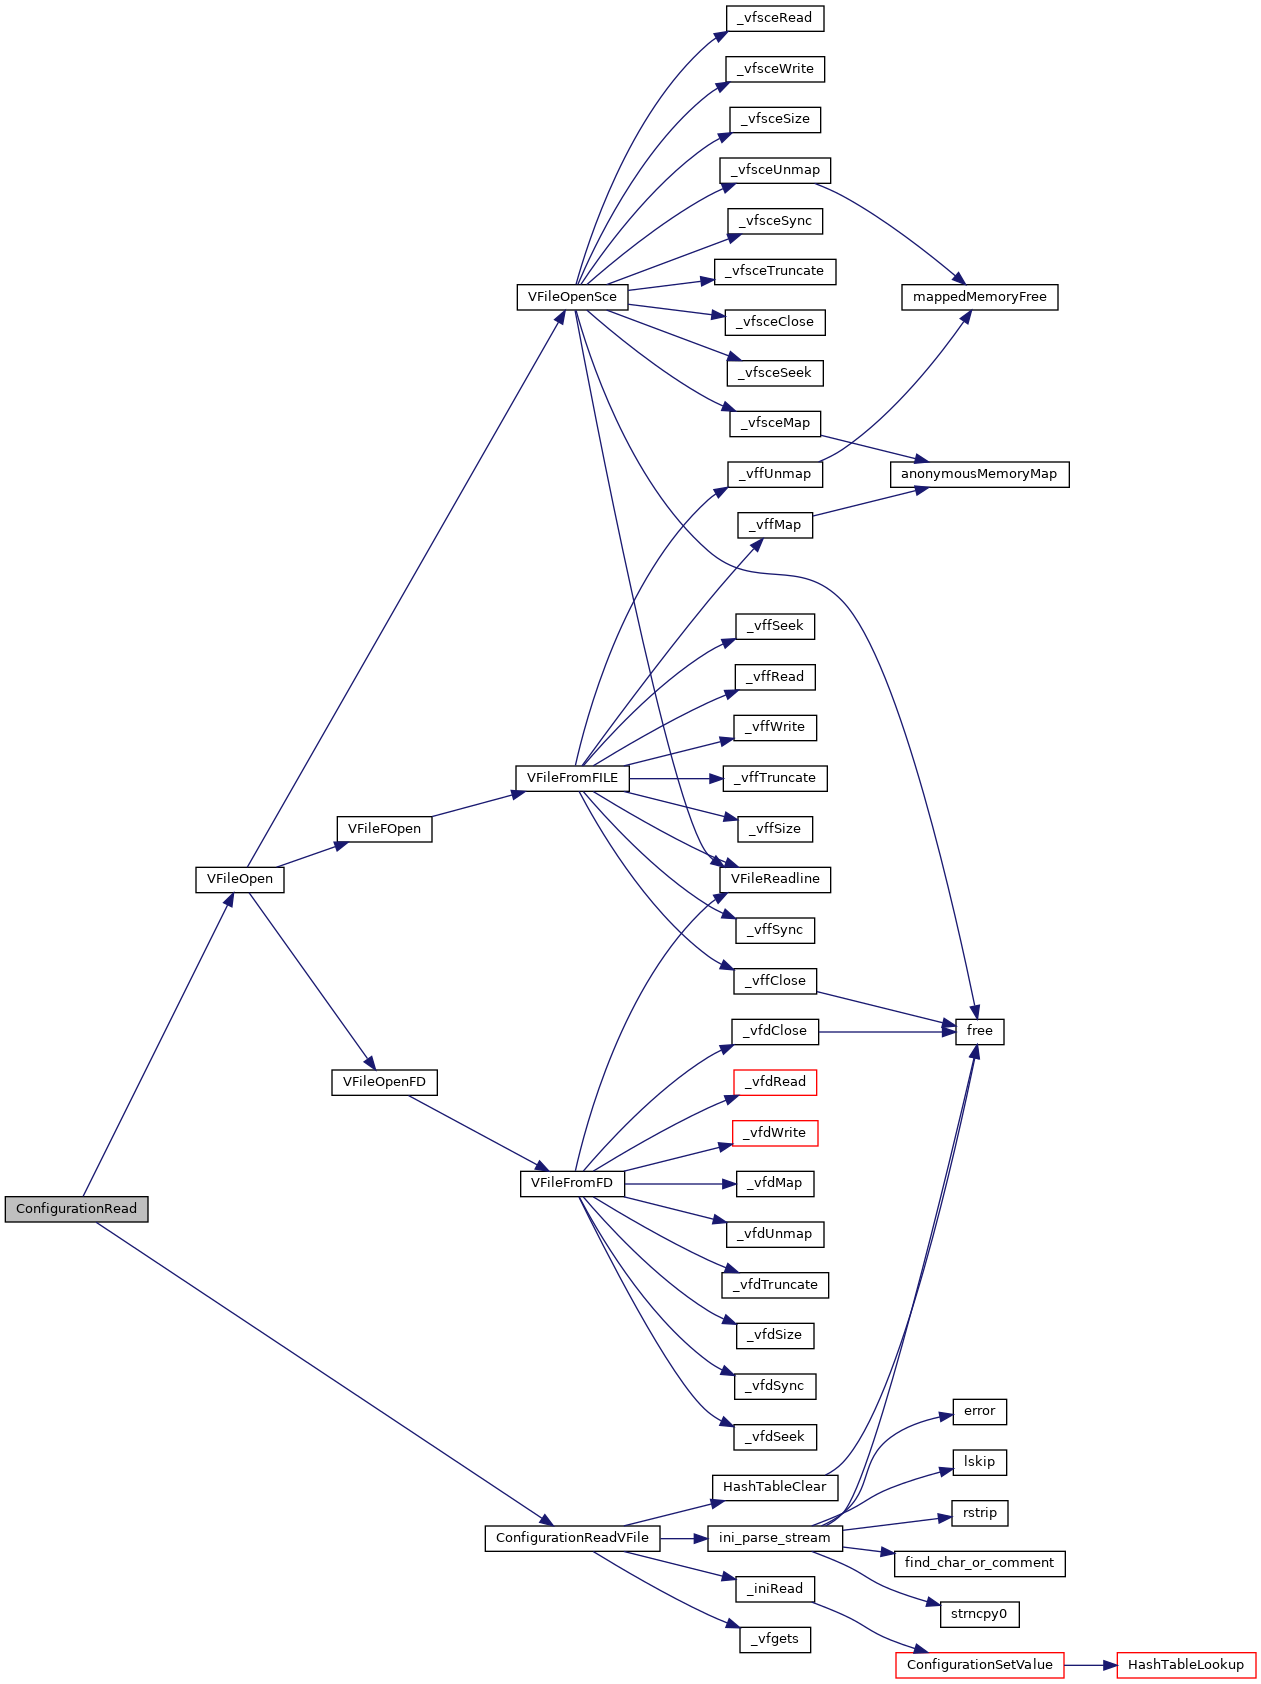 _vfsceRead
_vfsceWrite
_vfsceSize
_vfsceUnmap
_vfsceSync
_vfsceTruncate
VFileOpenSce
mappedMemoryFree
_vfsceClose
_vfsceSeek
_vfsceMap
_vffUnmap
anonymousMemoryMap
_vffMap
_vffSeek
_vffRead
_vffWrite
VFileFromFILE
_vffTruncate
VFileFOpen
_vffSize
VFileOpen
VFileReadline
_vffSync
_vffClose
_vfdClose
free
VFileOpenFD
_vfdRead
_vfdWrite
VFileFromFD
_vfdMap
ConfigurationRead
_vfdUnmap
_vfdTruncate
_vfdSize
_vfdSync
error
_vfdSeek
lskip
HashTableClear
rstrip
ConfigurationReadVFile
ini_parse_stream
find_char_or_comment
_iniRead
strncpy0
_vfgets
ConfigurationSetValue
HashTableLookup